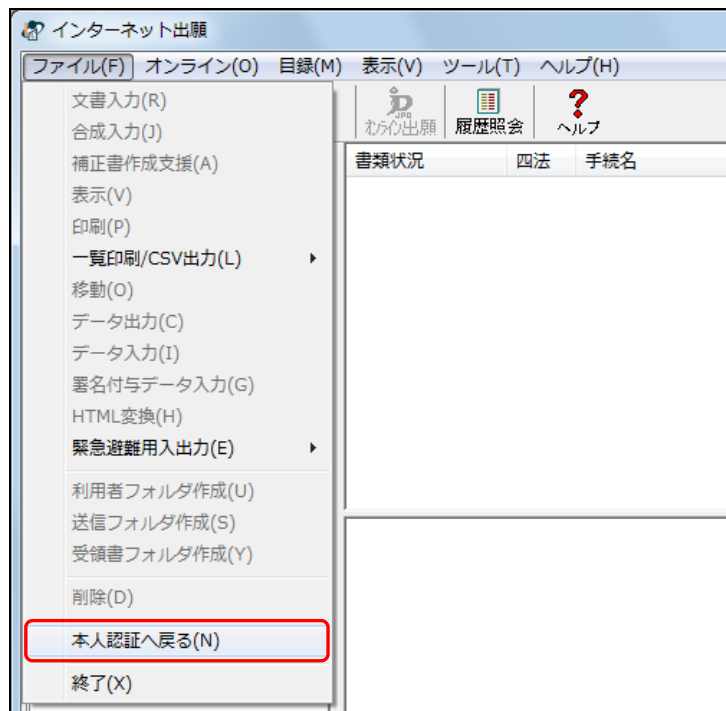 インターネット出願
ファイル(F) オンライン(O) 目録(M) 表示(V) ツール(T) ヘルプ(H)
文書入力(R)
合成入力(J)
補正書作成支援(A)
表示(V)
印刷(P)
一覧印刷/CSV出力(L)
移動(O)
データ出力(C)
データ入力(I)
署名付与データ入力(G)
HTML変換(H)
緊急避難用入出力(E)
利用者フォルダ作成(U)
送信フォルダ作成(S)
受領書フォルダ作成(Y)
削除(D)
本人認証へ戻る(N)
終了(X)
JPO
オンライン出願 履歴照会 ヘルプ
書類状況 四法 手続名